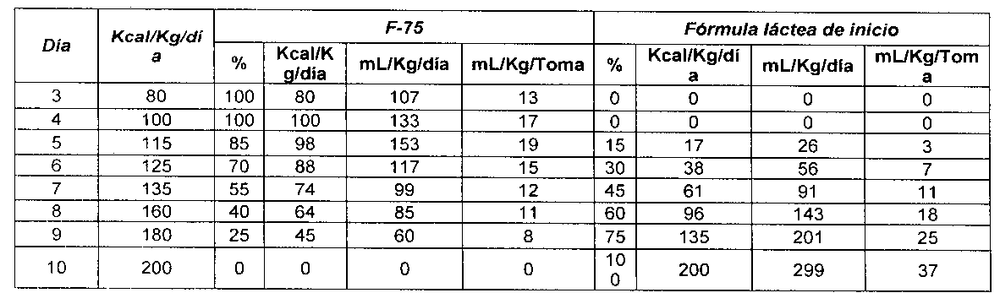 Día Kcal/Kg/dí F-75 Fórmula láctea de inicio
a % Kcal/K mL/Kg/día mL/Kg/Toma % Kcal/Kg/dí mL/Kg/día mL/Kg/Tom
g/día a a
3 80 100 80 107 13 0 0 0 0
4 100 100 100 133 17 0 0 0 0
5 115 85 98 153 19 15 17 26 3
6 125 70 88 117 15 30 38 56 7
7 135 55 74 99 12 45 61 91 11
8 160 40 64 85 11 60 96 143 18
9 180 25 45 60 8 75 135 201 25
10 200 0 0 0 0 10 200 299 37
0